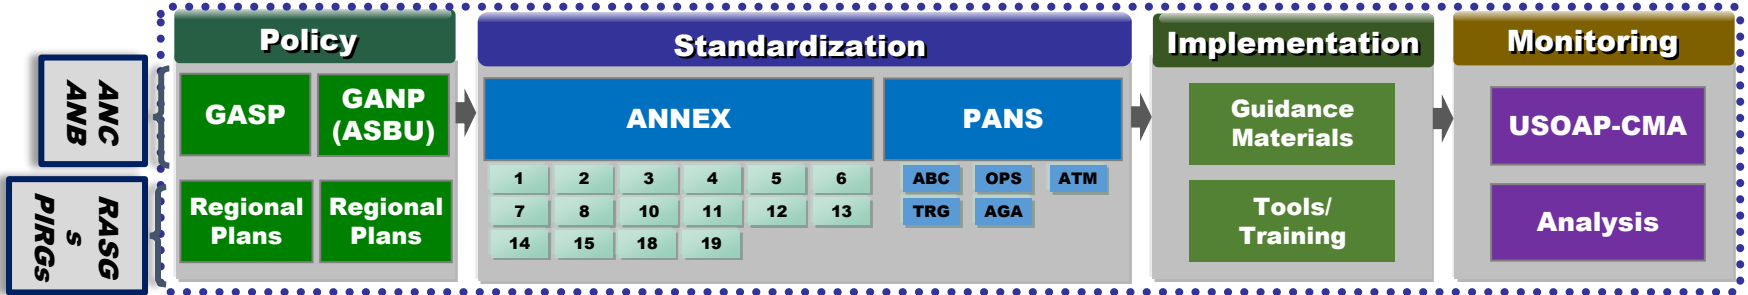 ANC
ANB
RASG
s
PIRGs
Policy
GASP
GANP
(ASBU)
Regional
Plans
Regional
Plans
Standardization
ANNEX
1 2 3 4 5 6
7 8 10 11 12 13
14 15 18 19
PANS
ABC OPS ATM
TRG AGA
Implementation
Guidance
Materials
Tools/
Training
Monitoring
USOAP-CMA
Analysis